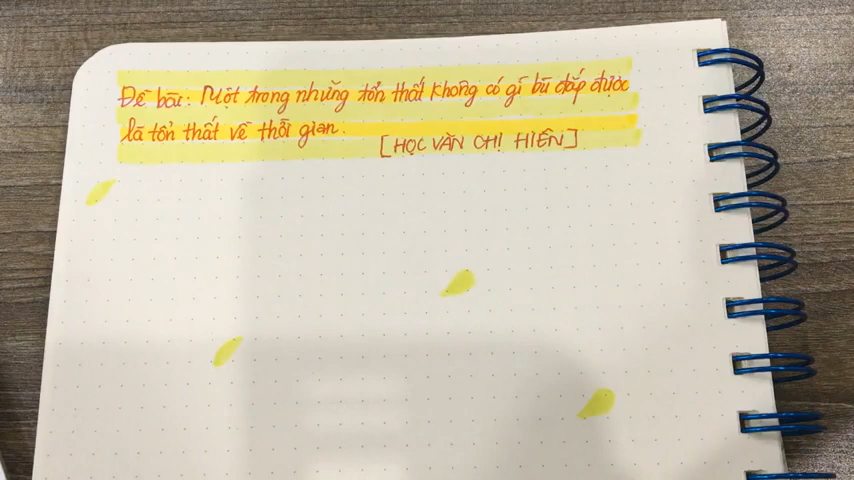 Đề bài: Một trong những tổn thất không có gì bù đắp được
là tổn thất về thời gian.
[HỌC VĂN CHỊ HIÊN]